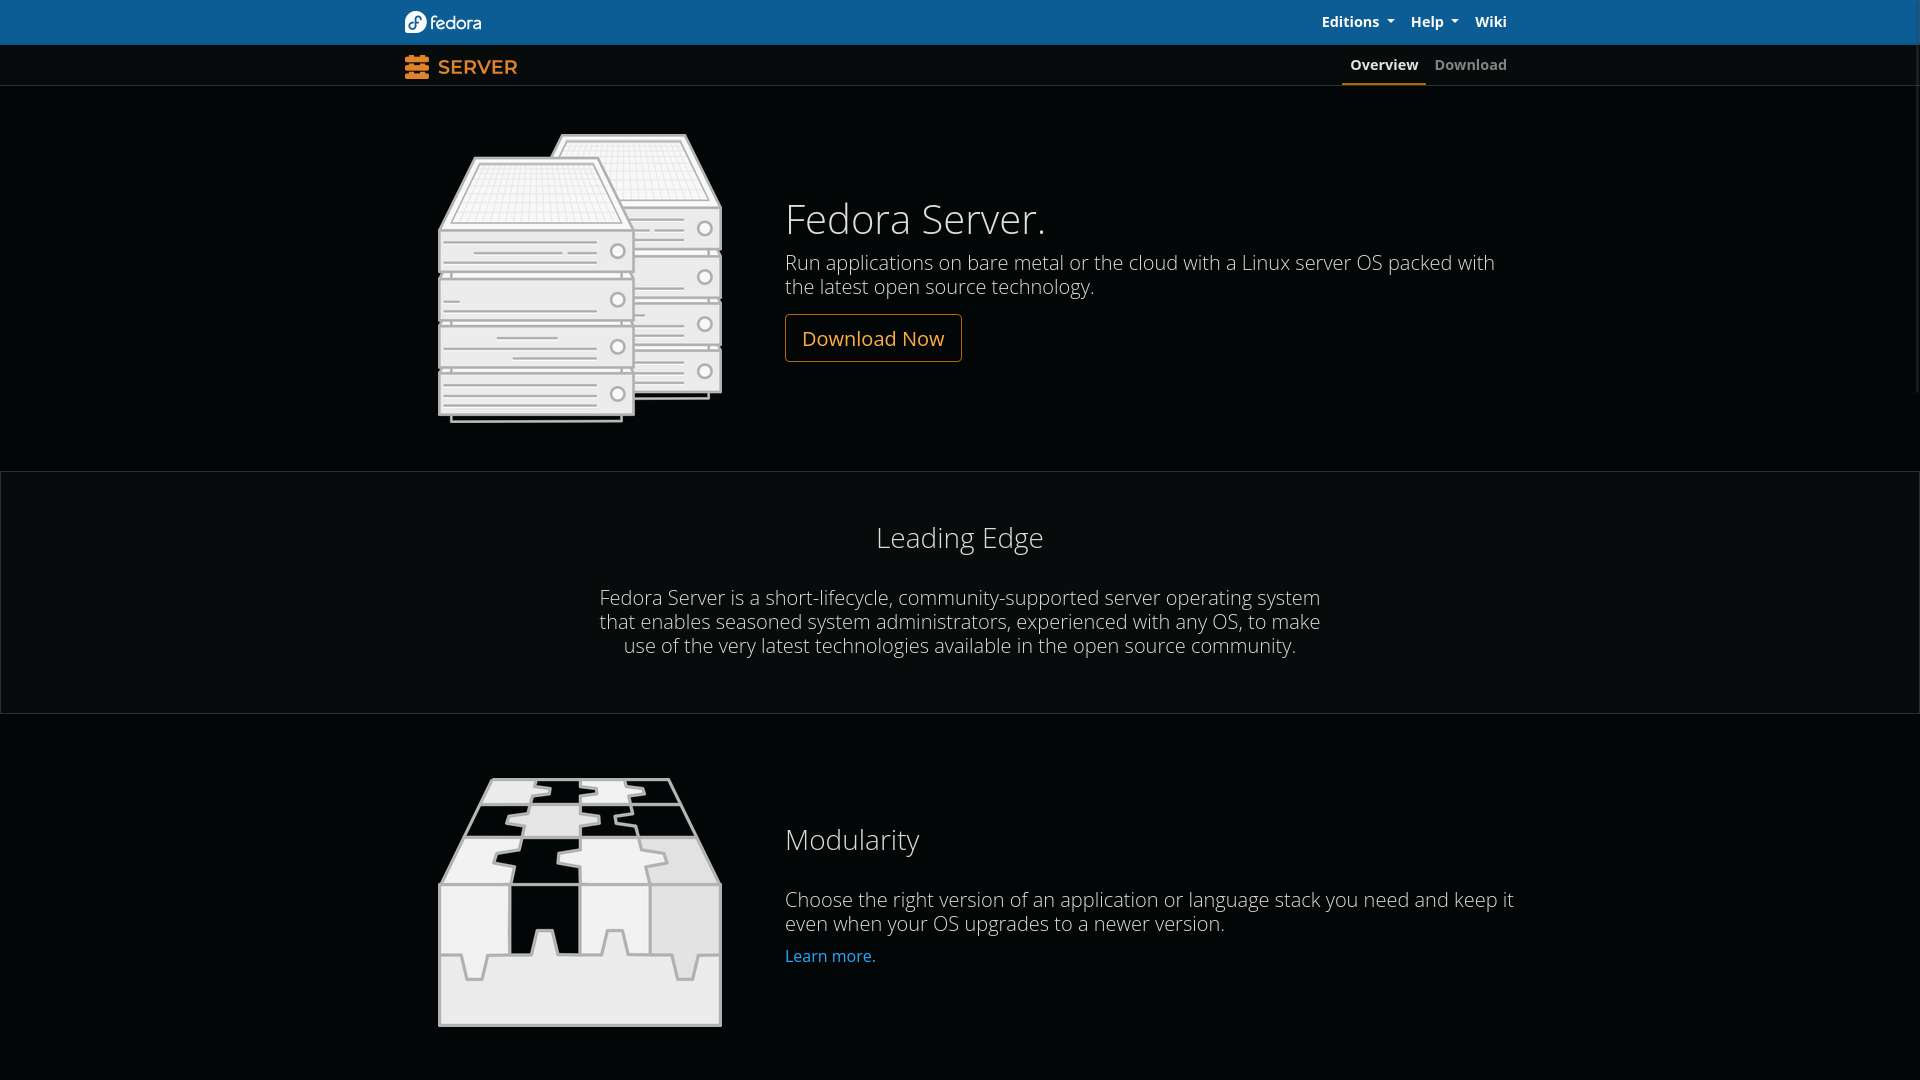 fedora
Editions
Help
Wiki
SERVER
Overview
Download
Fedora Server.
Run applications on bare metal or the cloud with a Linux server OS packed with
the latest open source technology.
Download Now
Leading Edge
Fedora Server is a short-lifecycle, community-supported server operating system
that enables seasoned system administrators, experienced with any OS, to make
use of the very latest technologies available in the open source community.
Modularity
Choose the right version of an application or language stack you need and keep it
even when your OS upgrades to a newer version.
Learn more.